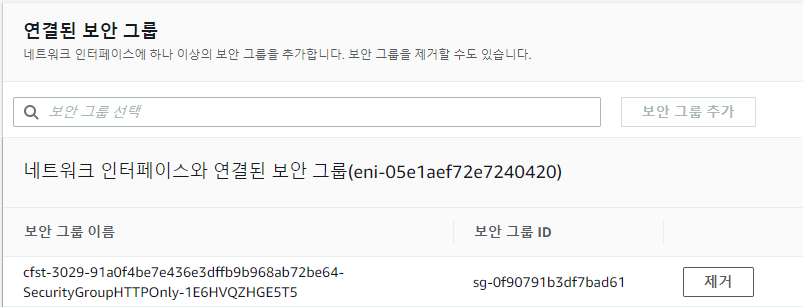 연결된 보안 그룹
네트워크 인터페이스에 하나 이상의 보안 그룹을 추가합니다. 보안 그룹을 제거할 수도 있습니다.
보안 그룹 선택
보안 그룹 추가
네트워크 인터페이스와 연결된 보안 그룹(eni-05e1aef72e7240420)
보안 그룹 이름
보안 그룹 ID
cfst-3029-91a0f4be7e436e3dffb9b968ab72be64-
SecurityGroupHTTPOnly-1E6HVQZHGE5T5
sg-0f90791b3df7bad61
제거